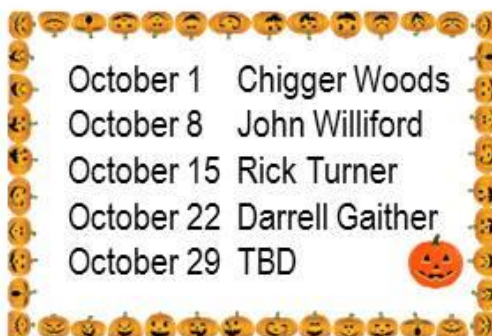 October 1 Chigger Woods
October 8 John Williford
October 15 Rick Turner
October 22 Darrell Gaither
October 29 TBD